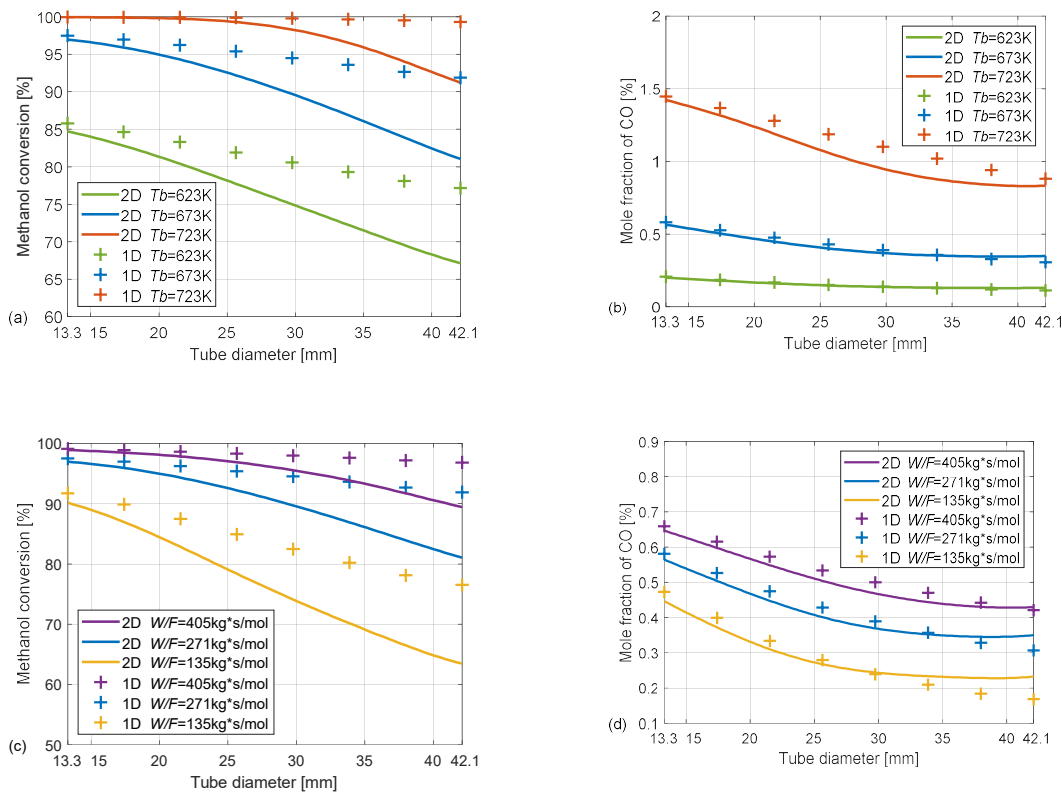 100
95
90
85
80
75
70
65
60
Methanol conversion [%]
2D Tb=623K
2D Tb=673K
2D Tb=723K
1D Tb=623K
1D Tb=673K
1D Tb=723K
(a)
13.3 15 20 25 30 35 40 42.1
Tube diameter [mm]
2
1.5
1
0.5
0
Mole fraction of CO [%]
2D Tb=623K
2D Tb=673K
2D Tb=723K
1D Tb=623K
1D Tb=673K
1D Tb=723K
(b)
13.3 15 20 25 30 35 40 42.1
Tube diameter [mm]
100
90
80
70
60
50
Methanol conversion [%]
2D W/F=405kg*s/mol
2D W/F=271kg*s/mol
2D W/F=135kg*s/mol
1D W/F=405kg*s/mol
1D W/F=271kg*s/mol
1D W/F=135kg*s/mol
(c)
13.3 15 20 25 30 35 40 42.1
Tube diameter [mm]
0.9
0.8
0.7
0.6
0.5
0.4
0.3
0.2
0.1
Mole fraction of CO [%]
2D W/F=405kg*s/mol
2D W/F=271kg*s/mol
2D W/F=135kg*s/mol
1D W/F=405kg*s/mol
1D W/F=271kg*s/mol
1D W/F=135kg*s/mol
(d)
13.3 15 20 25 30 35 40 42.1
Tube diameter [mm]